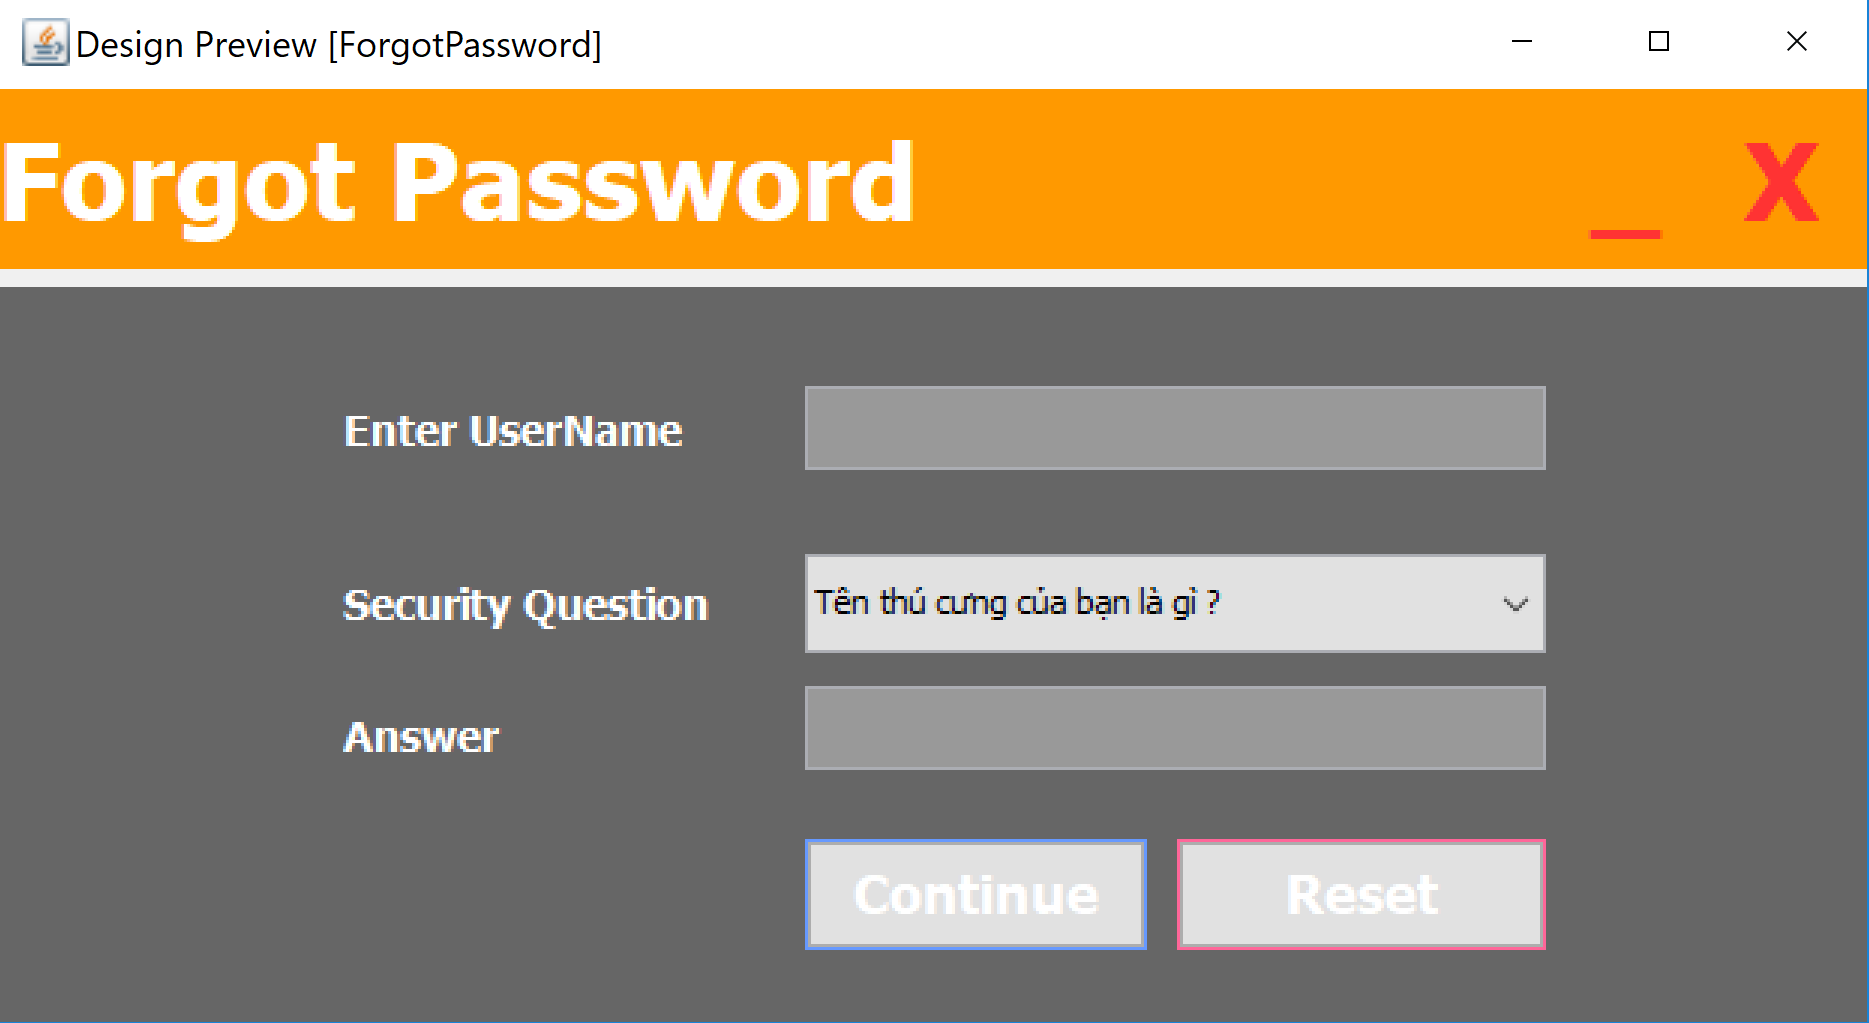 Design Preview [ForgotPassword]
Forgot Password _ X
Enter UserName
Security Question Tên thú cưng của bạn là gì ?
Answer
Continue Reset